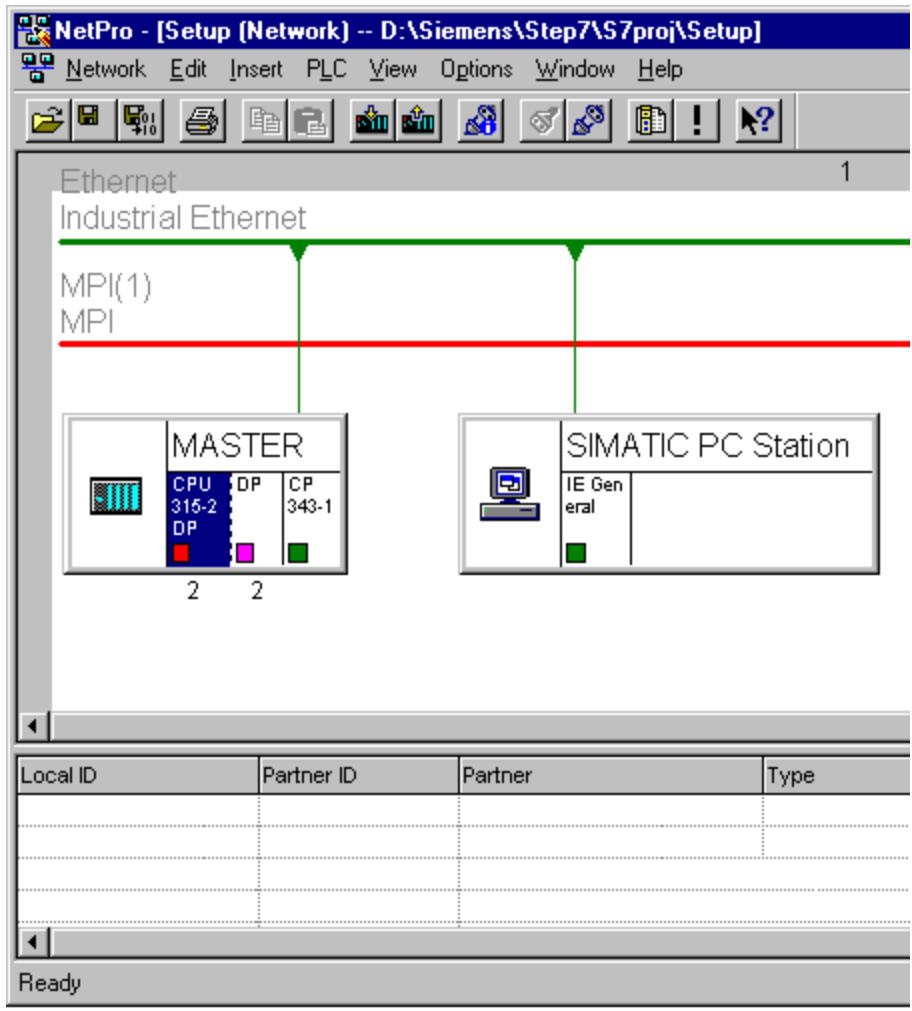 NetPro - [Setup (Network) -- D:\Siemens\Step7\S7proj\Setup]
Network Edit Insert PLC View Options Window Help
1
Ethernet
Industrial Ethernet
MPI(1)
MPI
MASTER
CPU 315-2 DP
DP
CP 343-1
2 2
SIMATIC PC Station
IE Gen
eral
Local ID Partner ID Partner Type
Ready